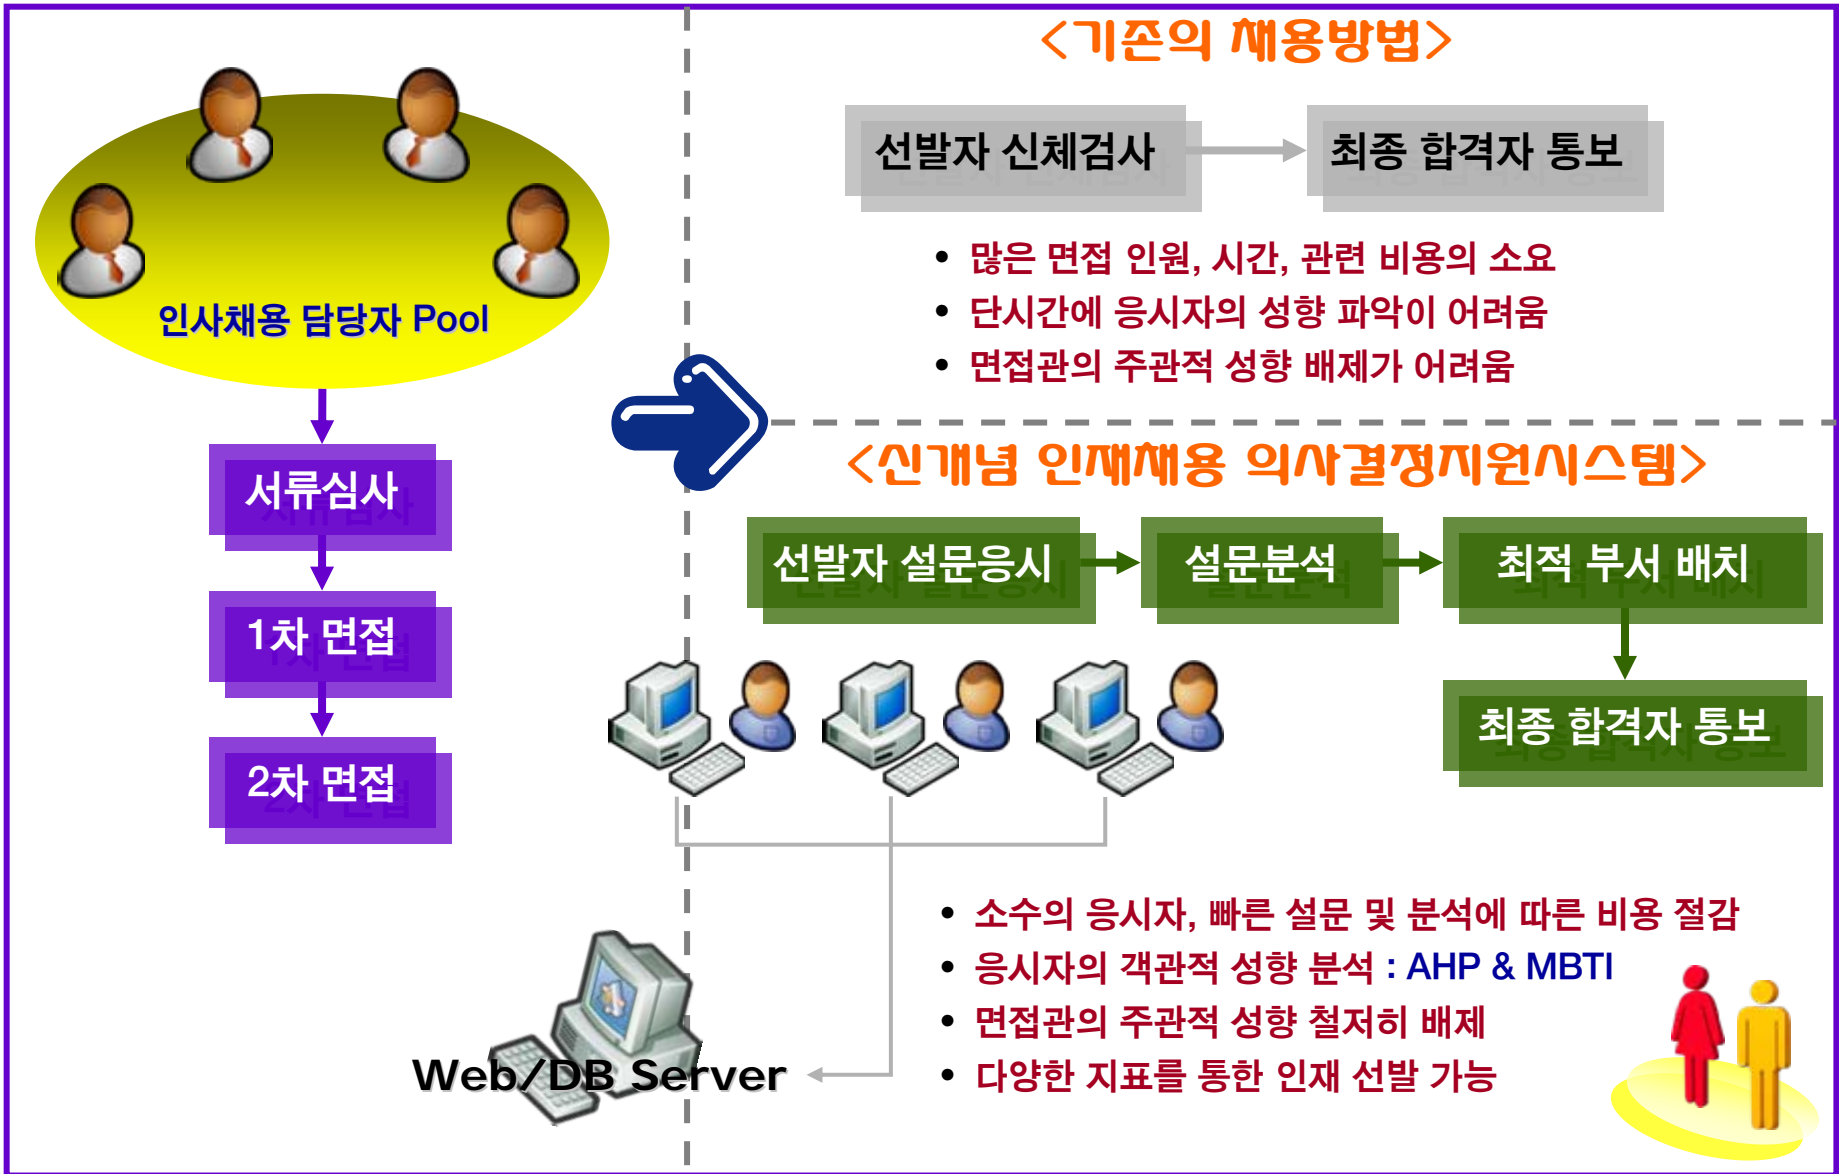 인사채용 담당자 Pool
서류심사
1차 면접
2차 면접
<기존의 채용방법>
선발자 신체검사
최종 합격자 통보
• 많은 면접 인원, 시간, 관련 비용의 소요
• 단시간에 응시자의 성향 파악이 어려움
• 면접관의 주관적 성향 배제가 어려움
<신개념 인재채용 의사결정지원시스템>
선발자 설문응시
설문분석
최적 부서 배치
최종 합격자 통보
Web/DB Server
• 소수의 응시자, 빠른 설문 및 분석에 따른 비용 절감
• 응시자의 객관적 성향 분석 : AHP & MBTI
• 면접관의 주관적 성향 철저히 배제
• 다양한 지표를 통한 인재 선발 가능